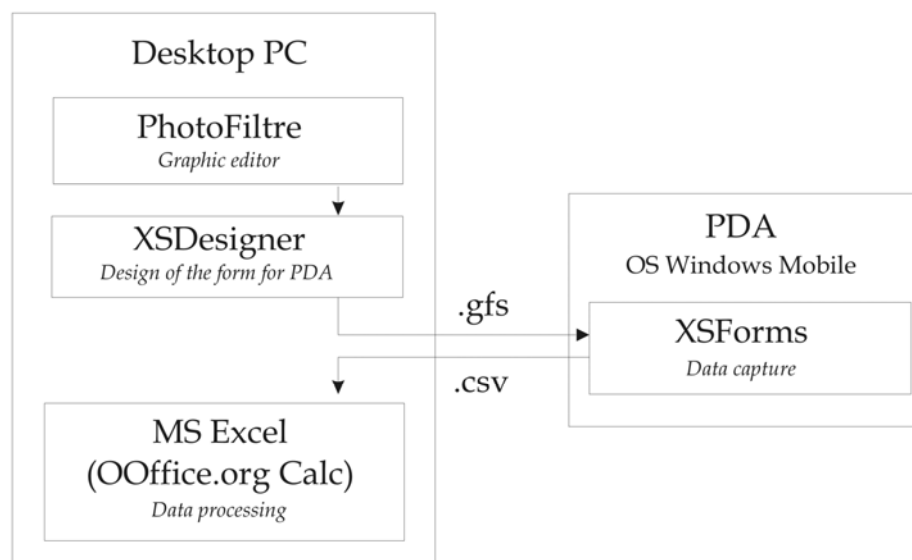 Desktop PC
PhotoFiltre
Graphic editor
XSDesigner
Design of the form for PDA
.gfs
.csv
PDA
OS Windows Mobile
XSForms
Data capture
MS Excel
(OOffice.org Calc)
Data processing